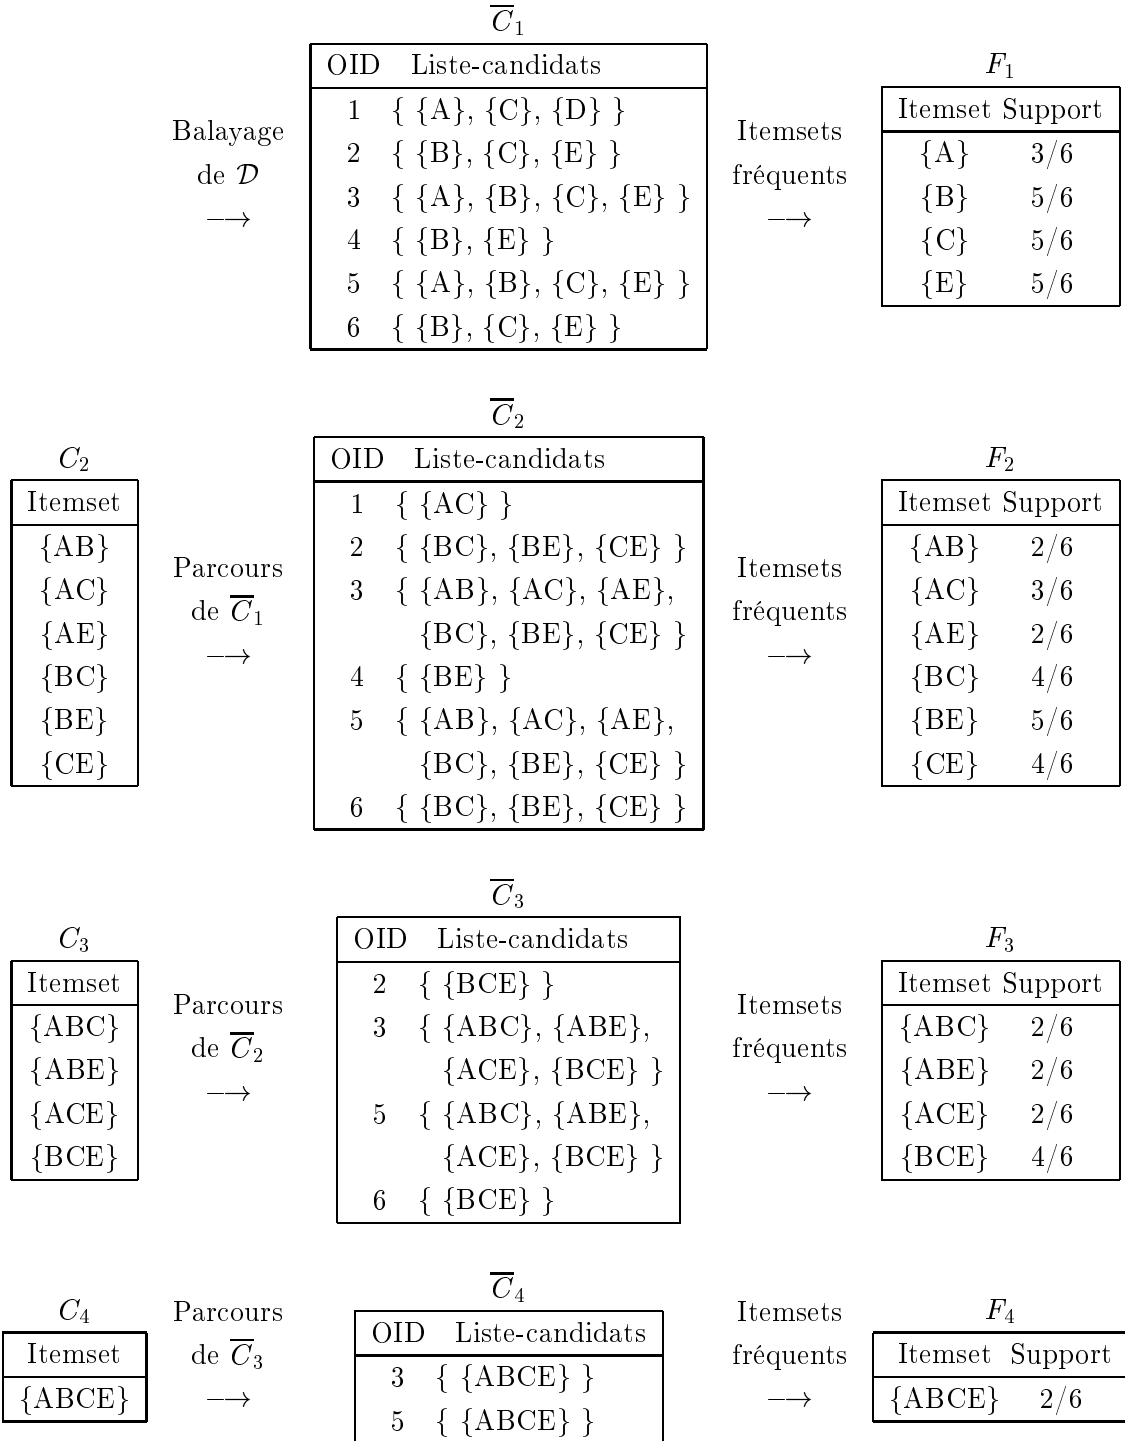 C̅₁
OID Liste-candidats
1 { {A}, {C}, {D} }
2 { {B}, {C}, {E} }
3 { {A}, {B}, {C}, {E} }
4 { {B}, {E} }
5 { {A}, {B}, {C}, {E} }
6 { {B}, {C}, {E} }
Balayage
de 𝒟
⟶
Itemsets
fréquents
⟶
F₁
Itemset Support
{A} 3/6
{B} 5/6
{C} 5/6
{E} 5/6
C₂
Itemset
{AB}
{AC}
{AE}
{BC}
{BE}
{CE}
Parcours
de C̅₁
⟶
C̅₂
OID Liste-candidats
1 { {AC} }
2 { {BC}, {BE}, {CE} }
3 { {AB}, {AC}, {AE},
{BC}, {BE}, {CE} }
4 { {BE} }
5 { {AB}, {AC}, {AE},
{BC}, {BE}, {CE} }
6 { {BC}, {BE}, {CE} }
Itemsets
fréquents
⟶
F₂
Itemset Support
{AB} 2/6
{AC} 3/6
{AE} 2/6
{BC} 4/6
{BE} 5/6
{CE} 4/6
C₃
Itemset
{ABC}
{ABE}
{ACE}
{BCE}
Parcours
de C̅₂
⟶
C̅₃
OID Liste-candidats
2 { {BCE} }
3 { {ABC}, {ABE},
{ACE}, {BCE} }
5 { {ABC}, {ABE},
{ACE}, {BCE} }
6 { {BCE} }
Itemsets
fréquents
⟶
F₃
Itemset Support
{ABC} 2/6
{ABE} 2/6
{ACE} 2/6
{BCE} 4/6
C₄
Itemset
{ABCE}
Parcours
de C̅₃
⟶
C̅₄
OID Liste-candidats
3 { {ABCE} }
5 { {ABCE} }
Itemsets
fréquents
⟶
F₄
Itemset Support
{ABCE} 2/6